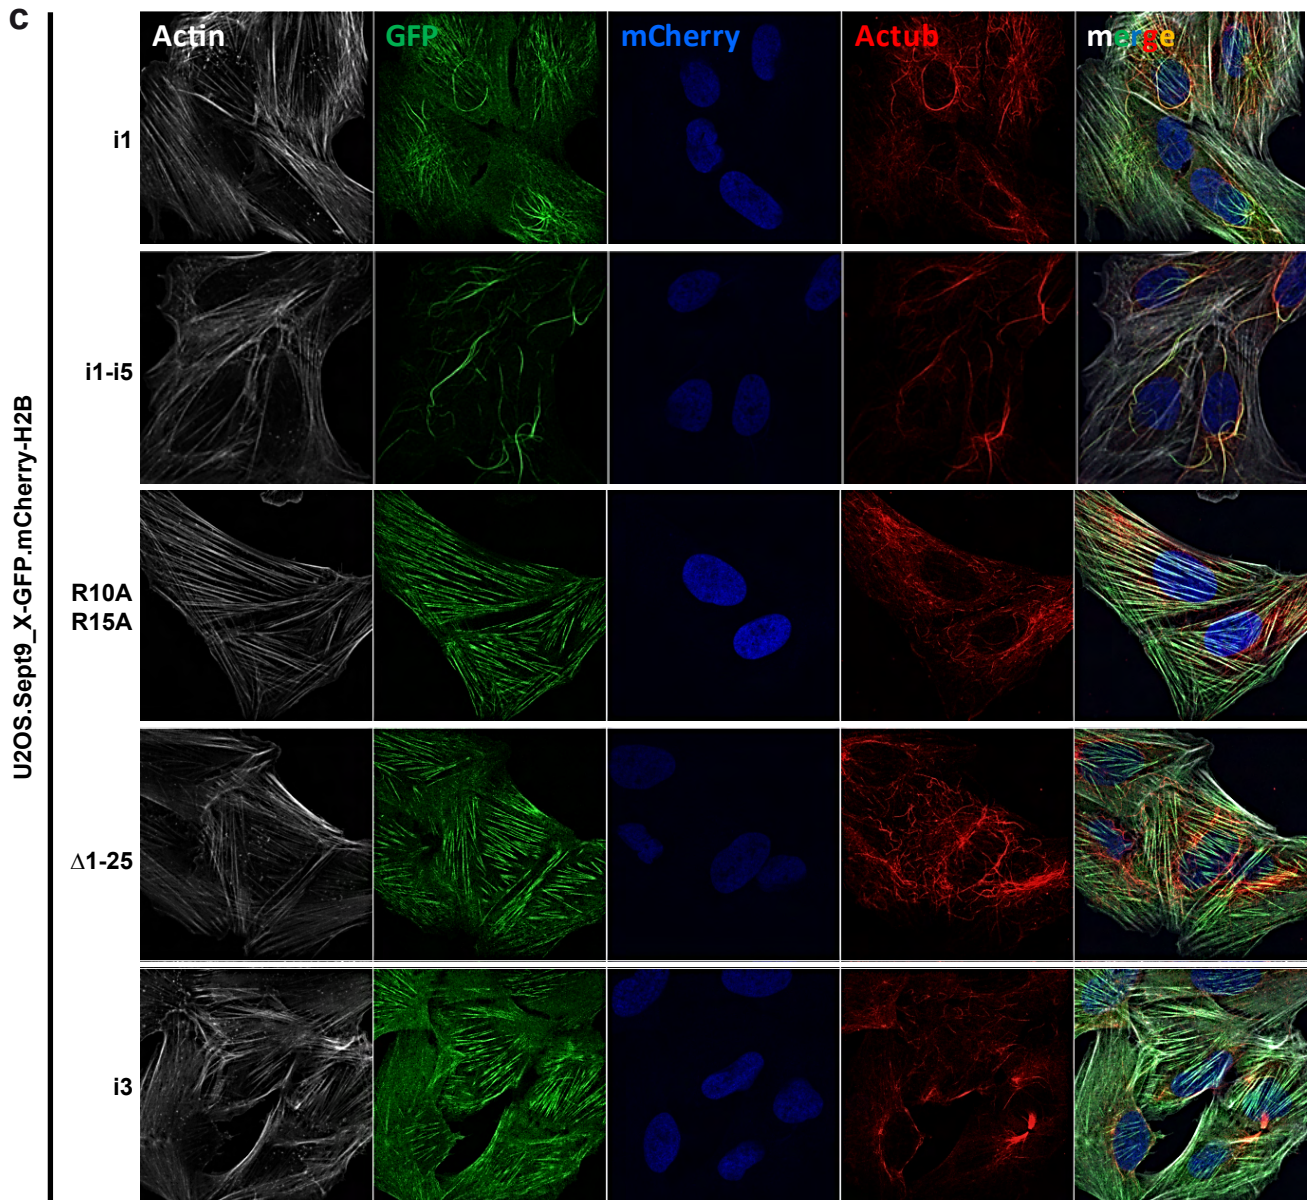 c
Actin
GFP
mCherry
Actub
merge
U2OS.Sept9_X-GFP.mCherry-H2B
i1
i1-i5
R10A
R15A
Δ1-25
i3